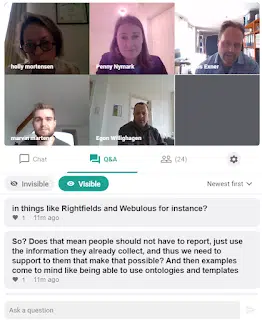 holly mortensen
Penny Nymark
Exner
marvin martens
Egon Willighagen
Chat
Q&A
(24)
Invisible
Visible
Newest first
in things like Rightfields and Webulous for instance?
1 · 11m ago
So? Does that mean people should not have to report, just use
the information they already collect, and thus we need to
support to them that make that possible? And then examples
come to mind like being able to use ontologies and templates
1 · 11m ago
Ask a question